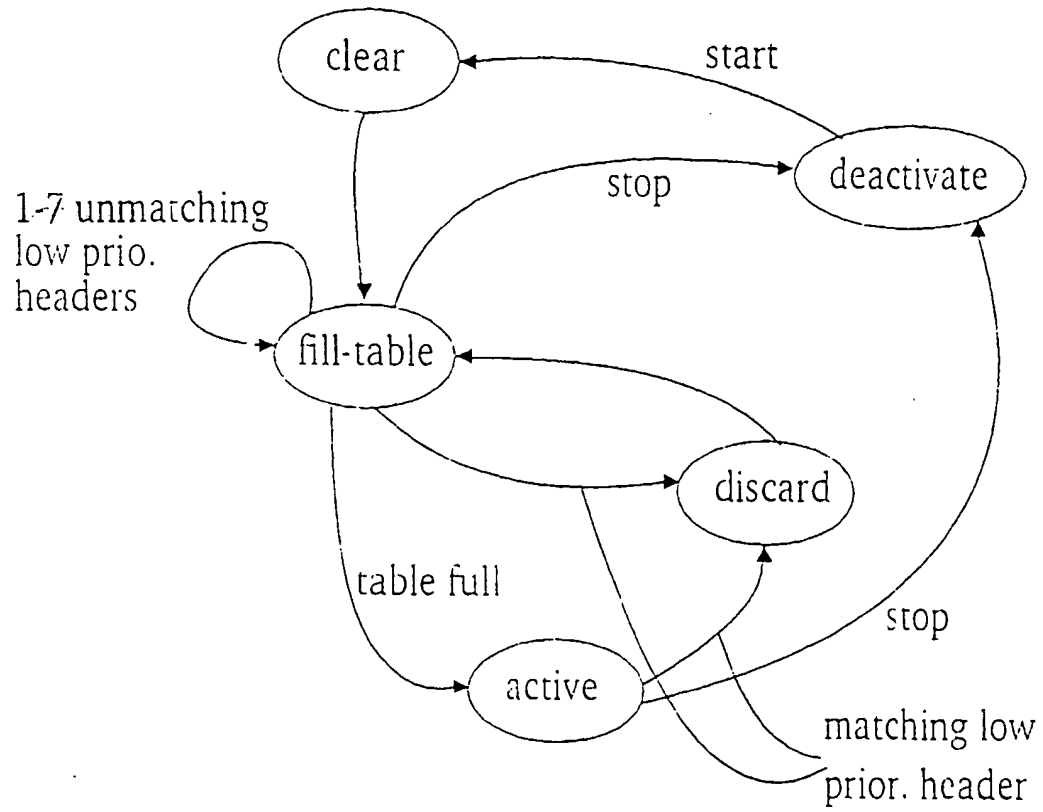 clear
start
deactivate
stop
1-7 unmatching
low prio.
headers
fill-table
discard
table full
stop
active
matching low
prior. header